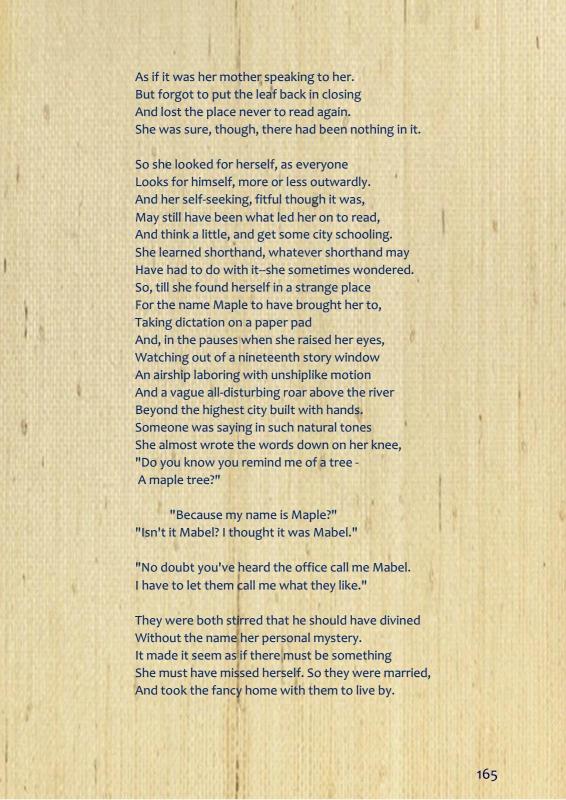 As if it was her mother speaking to her.
But forgot to put the leaf back in closing
And lost the place never to read again.
She was sure, though, there had been nothing in it.
So she looked for herself, as everyone
Looks for himself, more or less outwardly.
And her self-seeking, fitful though it was,
May still have been what led her on to read,
And think a little, and get some city schooling.
She learned shorthand, whatever shorthand may
Have had to do with it--she sometimes wondered.
So, till she found herself in a strange place
For the name Maple to have brought her to,
Taking dictation on a paper pad
And, in the pauses when she raised her eyes,
Watching out of a nineteenth story window
An airship laboring with unshiplike motion
And a vague all-disturbing roar above the river
Beyond the highest city built with hands.
Someone was saying in such natural tones
She almost wrote the words down on her knee,
"Do you know you remind me of a tree -
A maple tree?"
"Because my name is Maple?"
"Isn't it Mabel? I thought it was Mabel."
"No doubt you've heard the office call me Mabel.
I have to let them call me what they like."
They were both stirred that he should have divined
Without the name her personal mystery.
It made it seem as if there must be something
She must have missed herself. So they were married,
And took the fancy home with them to live by.
165